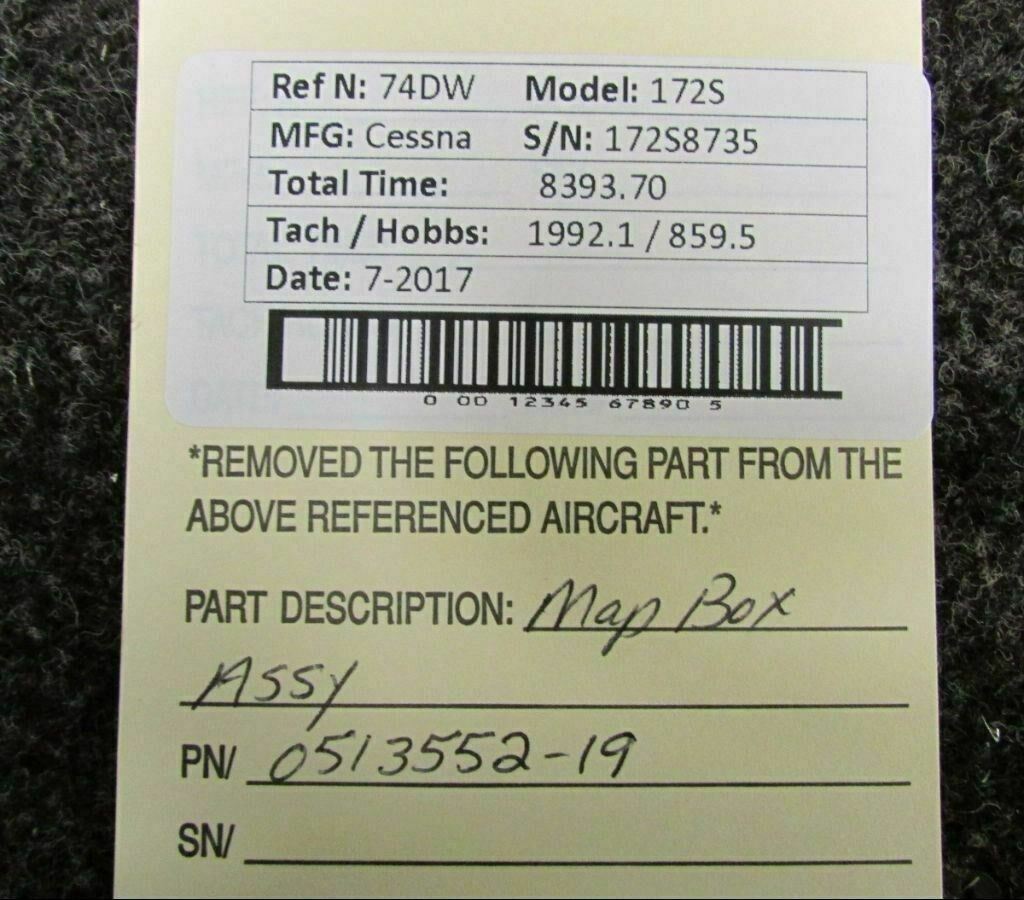 Ref N: 74DW Model: 172S
MFG: Cessna S/N: 172S8735
Total Time: 8393.70
Tach / Hobbs: 1992.1 / 859.5
Date: 7-2017
0 00 12345 67890 5
*REMOVED THE FOLLOWING PART FROM THE
ABOVE REFERENCED AIRCRAFT.*
PART DESCRIPTION: Map Box
Assy
PN/ 0513552-19
SN/